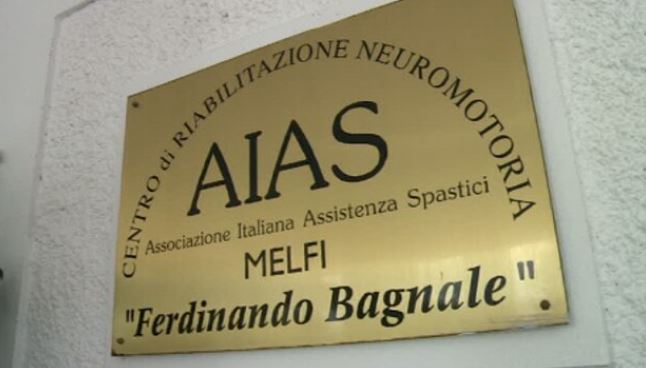 CENTRO di RIABILITAZIONE NEUROMOTORIA
AIAS
Associazione Italiana Assistenza Spastici
MELFI
"Ferdinando Bagnale"